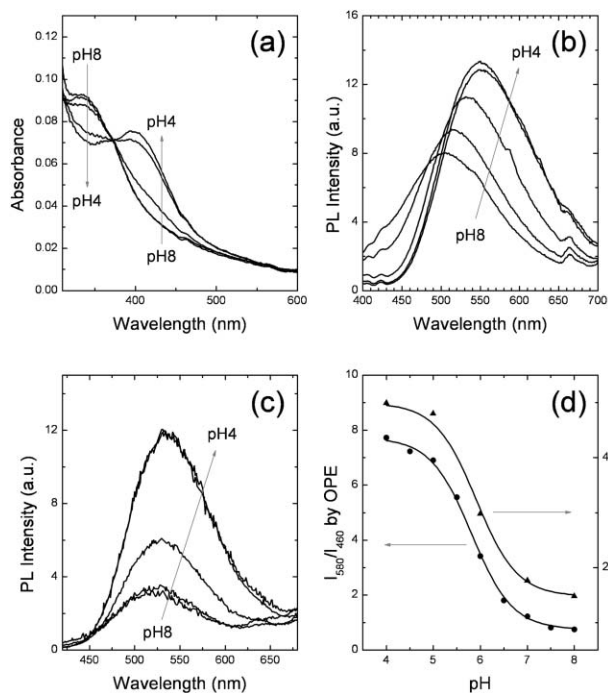 (a)
pH8
pH4
pH4
pH8
0.12
0.10
0.08
0.06
0.04
0.02
0.00
Absorbance
400
500
600
Wavelength (nm)
(b)
pH4
pH8
16
12
8
4
0
PL Intensity (a.u.)
400
450
500
550
600
650
700
Wavelength (nm)
(c)
pH4
pH8
16
12
8
4
0
PL Intensity (a.u.)
450
500
550
600
650
Wavelength (nm)
(d)
10
8
6
4
2
0
I580/I460 by OPE
4
2
4
5
6
7
8
pH